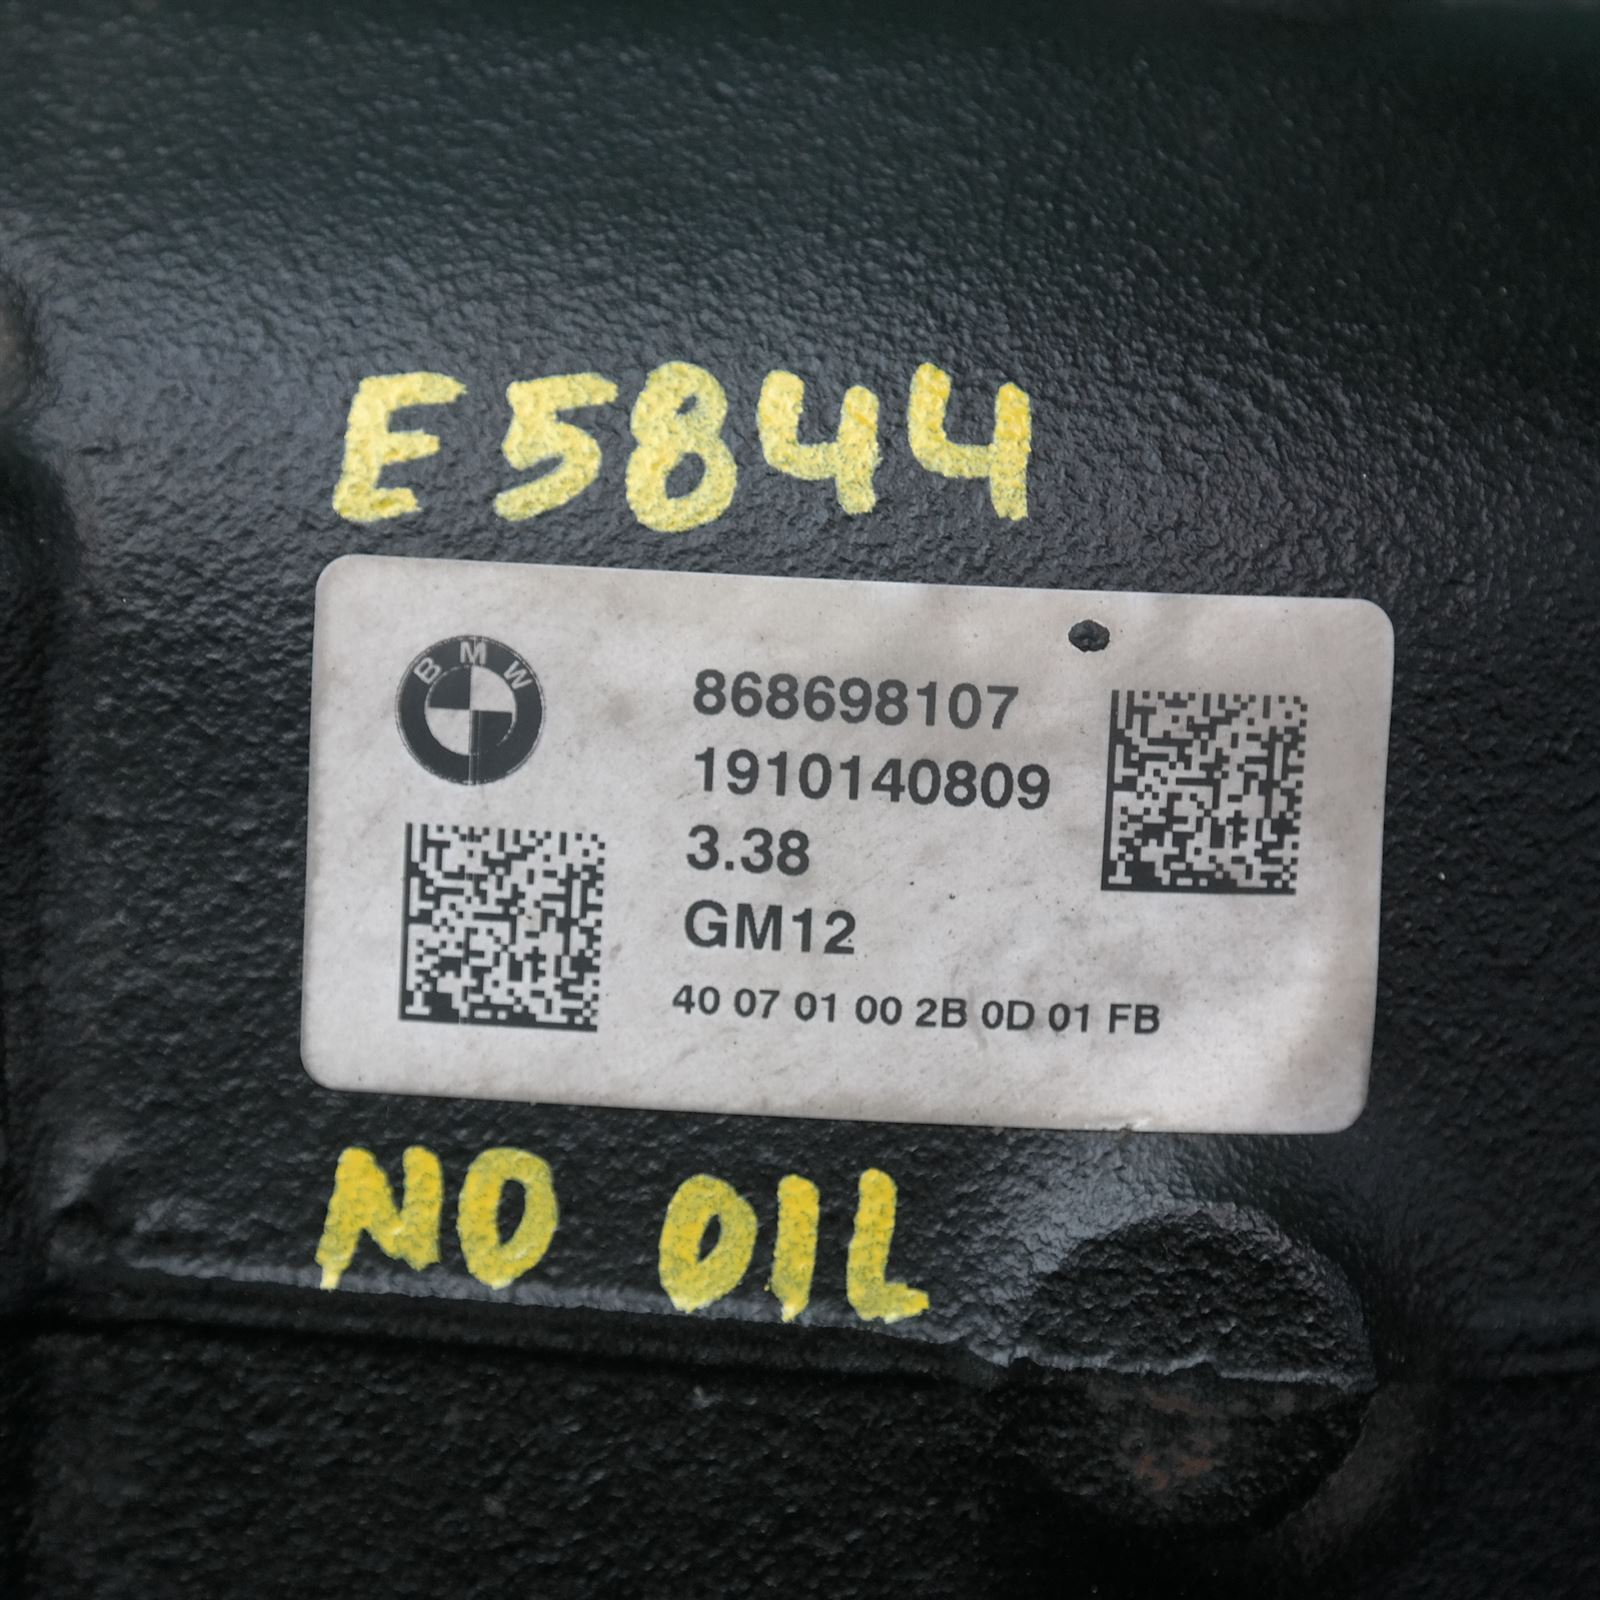 E5844
BMW
868698107
1910140809
3.38
GM12
40 07 01 00 2B 0D 01 FB
NO OIL